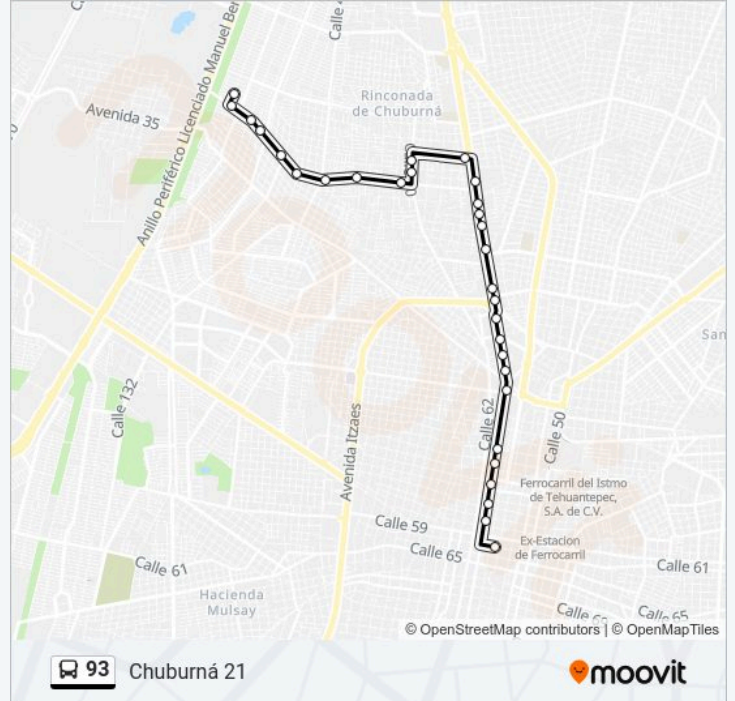 Calle
Anillo Periférico Licenciado Manuel Ber
Avenida 35
Rinconada
de Chuburná
Calle 132
Avenida Itzaes
Calle 62
Calle 50
San
Ferrocarril del Istmo
de Tehuantepec,
S.A. de C.V.
Calle 59
Calle 65
Ex-Estacion
de Ferrocarril
Calle 61
Calle 61
Hacienda
Mulsay
Calle 65
© OpenStreetMap contributors | © OpenMapTiles
93 Chuburná 21
moovit